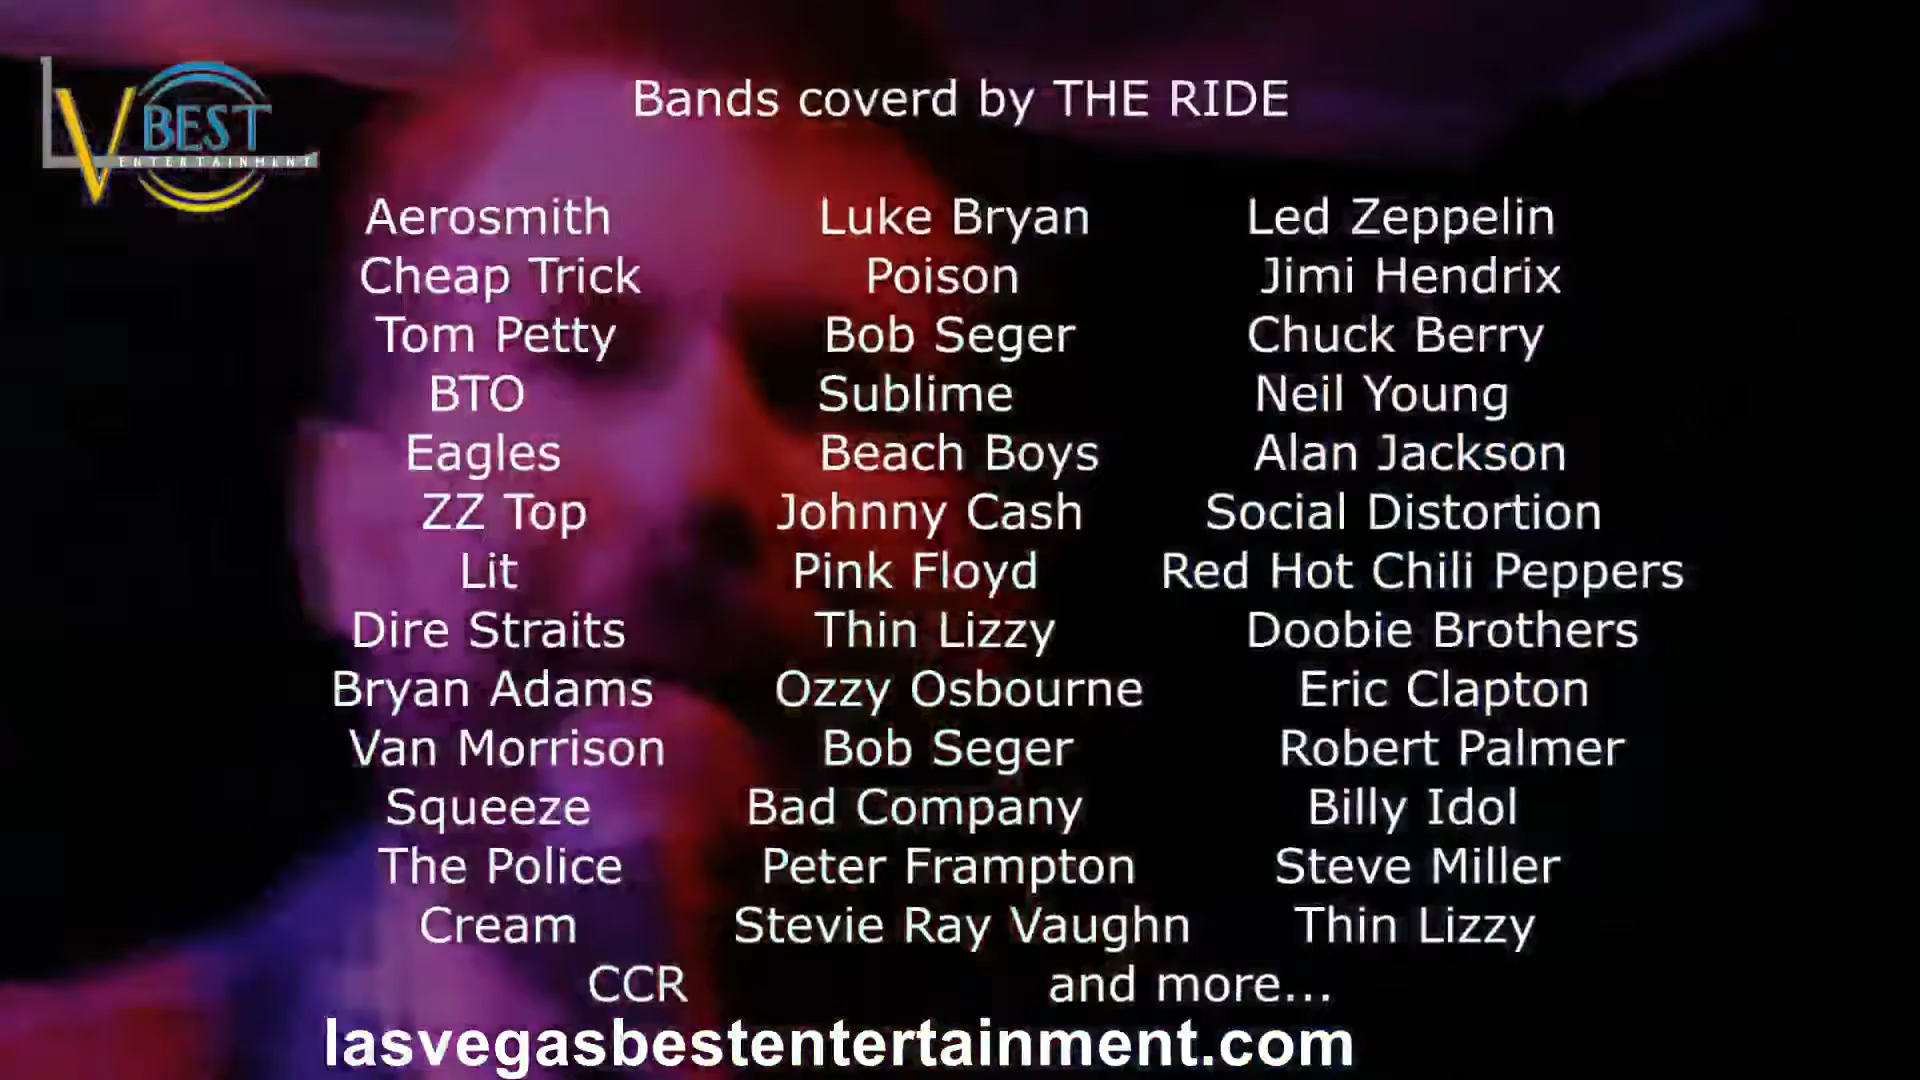 LV BEST
ENTERTAINMENT
Bands coverd by THE RIDE
Aerosmith Luke Bryan Led Zeppelin
Cheap Trick Poison Jimi Hendrix
Tom Petty Bob Seger Chuck Berry
BTO Sublime Neil Young
Eagles Beach Boys Alan Jackson
ZZ Top Johnny Cash Social Distortion
Lit Pink Floyd Red Hot Chili Peppers
Dire Straits Thin Lizzy Doobie Brothers
Bryan Adams Ozzy Osbourne Eric Clapton
Van Morrison Bob Seger Robert Palmer
Squeeze Bad Company Billy Idol
The Police Peter Frampton Steve Miller
Cream Stevie Ray Vaughn Thin Lizzy
CCR and more...
lasvegasbestentertainment.com